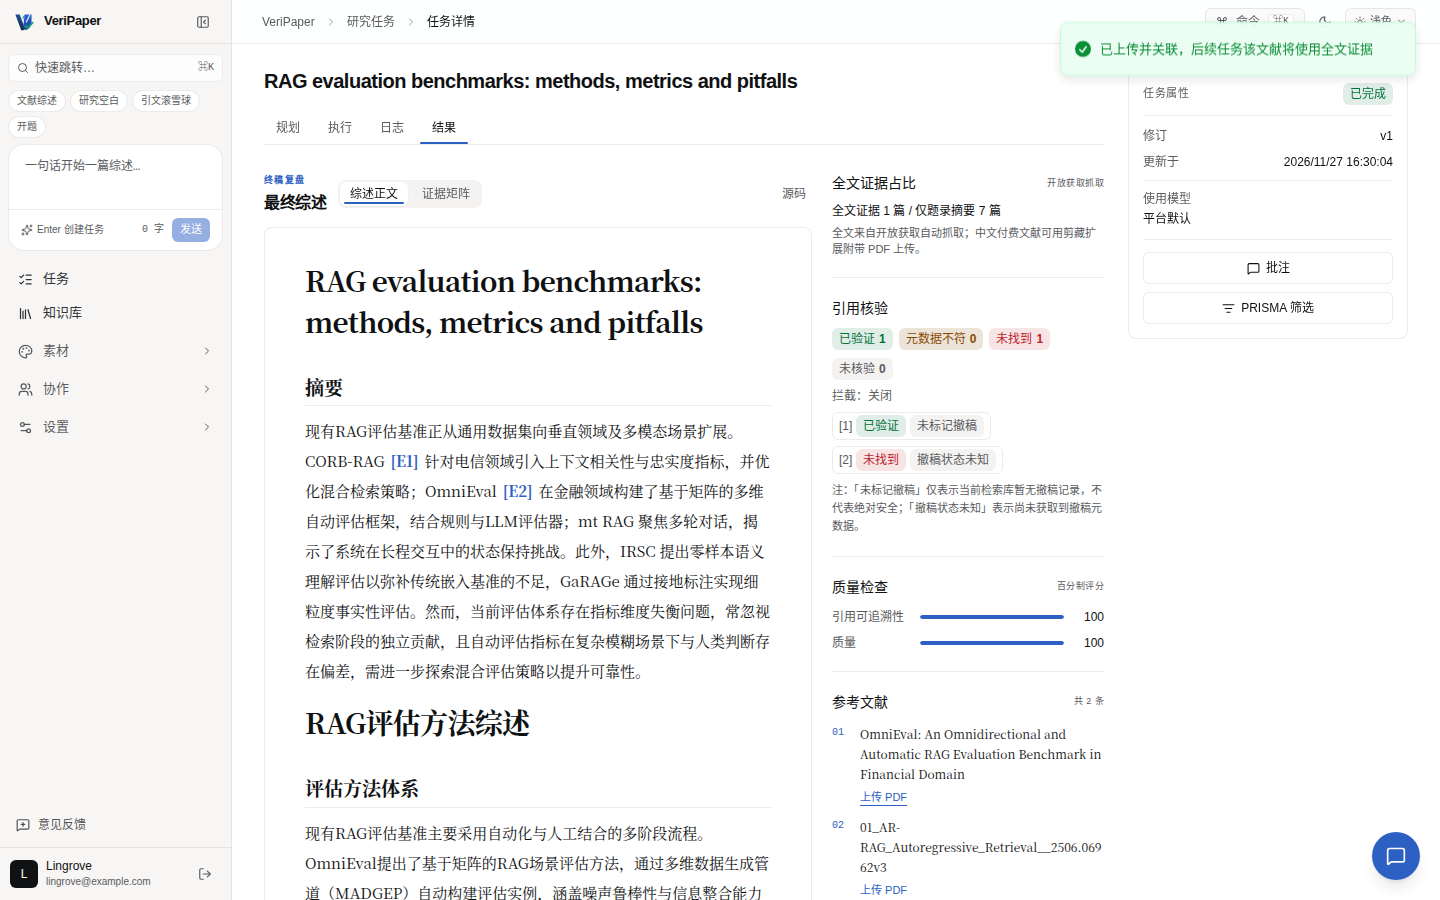 VeriPaper
快速跳转…
⌘K
文献综述
研究空白
引文滚雪球
开题
一句话开始一篇综述…
Enter 创建任务
0 字
发送
任务
知识库
素材
协作
设置
意见反馈
L
Lingrove
lingrove@example.com
VeriPaper
研究任务
任务详情
已上传并关联，后续任务该文献将使用全文证据
RAG evaluation benchmarks: methods, metrics and pitfalls
规划
执行
日志
结果
终稿复盘
最终综述
综述正文
证据矩阵
源码
RAG evaluation benchmarks:
methods, metrics and pitfalls
摘要
现有RAG评估基准正从通用数据集向垂直领域及多模态场景扩展。
CORB-RAG [E1] 针对电信领域引入上下文相关性与忠实度指标，并优
化混合检索策略；OmniEval [E2] 在金融领域构建了基于矩阵的多维
自动评估框架，结合规则与LLM评估器；mt RAG 聚焦多轮对话，揭
示了系统在长程交互中的状态保持挑战。此外，IRSC 提出零样本语义
理解评估以弥补传统嵌入基准的不足，GaRAGe 通过接地标注实现细
粒度事实性评估。然而，当前评估体系存在指标维度失衡问题，常忽视
检索阶段的独立贡献，且自动评估指标在复杂模糊场景下与人类判断存
在偏差，需进一步探索混合评估策略以提升可靠性。
RAG评估方法综述
评估方法体系
现有RAG评估基准主要采用自动化与人工结合的多阶段流程。
OmniEval提出了基于矩阵的RAG场景评估方法，通过多维数据生成管
道（MADGEP）自动构建评估实例，涵盖噪声鲁棒性与信息整合能力
全文证据占比
开放获取抓取
全文证据 1 篇 / 仅题录摘要 7 篇
全文来自开放获取自动抓取；中文付费文献可用剪藏扩
展附带 PDF 上传。
引用核验
已验证 1
元数据不符 0
未找到 1
未核验 0
拦截：关闭
[1] 已验证 未标记撤稿
[2] 未找到 撤稿状态未知
注：「未标记撤稿」仅表示当前检索库暂无撤稿记录，不
代表绝对安全；「撤稿状态未知」表示尚未获取到撤稿元
数据。
质量检查
百分制评分
引用可追溯性
100
质量
100
参考文献
共 2 条
01
OmniEval: An Omnidirectional and
Automatic RAG Evaluation Benchmark in
Financial Domain
上传 PDF
02
01_AR-
RAG_Autoregressive_Retrieval__2506.069
62v3
上传 PDF
任务属性
已完成
修订
v1
更新于
2026/11/27 16:30:04
使用模型
平台默认
批注
PRISMA 筛选